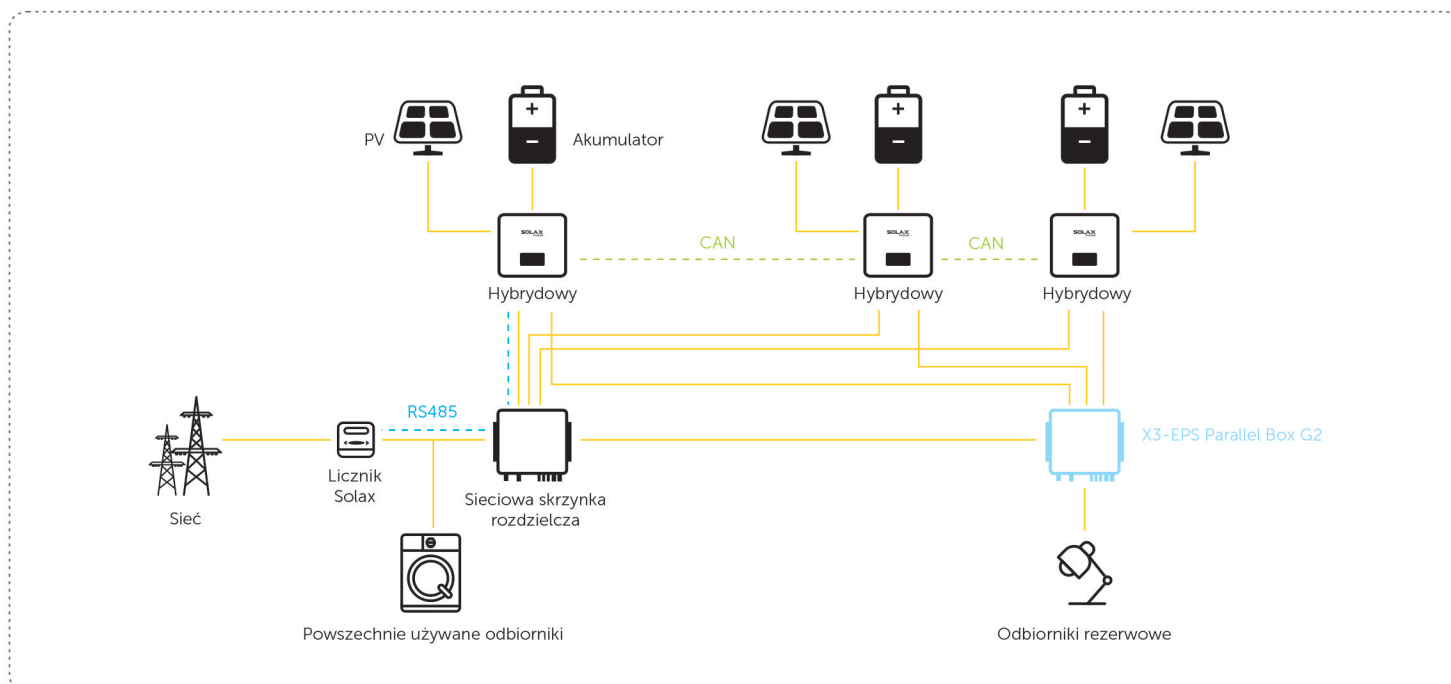 PV
Akumulator
SOLAX
SOLAX
SOLAX
CAN
CAN
Hybrydowy
Hybrydowy
Hybrydowy
RS485
X3-EPS Parallel Box G2
Licznik
Solax
Sieciowa skrzynka
rozdzielcza
Sieć
Powszechnie używane odbiorniki
Odbiorniki rezerwowe